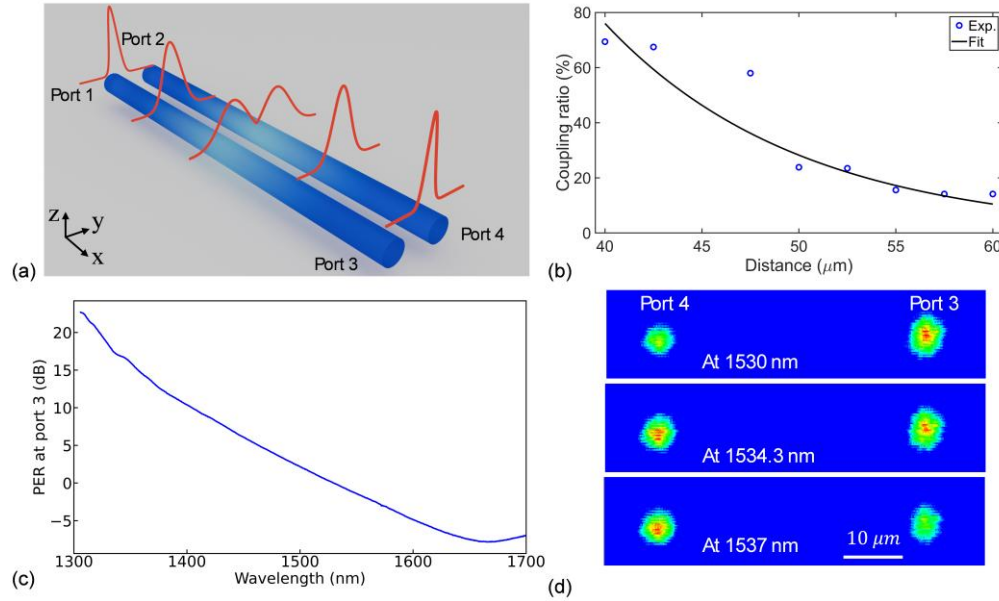 Port 2
Port 1
z
y
x
Port 3
Port 4
(a)
80
60
40
20
0
Coupling ratio (%)
Exp.
Fit
40
45
50
55
60
Distance (μm)
(b)
20
15
10
5
0
−5
PER at port 3 (dB)
1300
1400
1500
1600
1700
Wavelength (nm)
(c)
Port 4
Port 3
At 1530 nm
At 1534.3 nm
At 1537 nm
10 μm
(d)